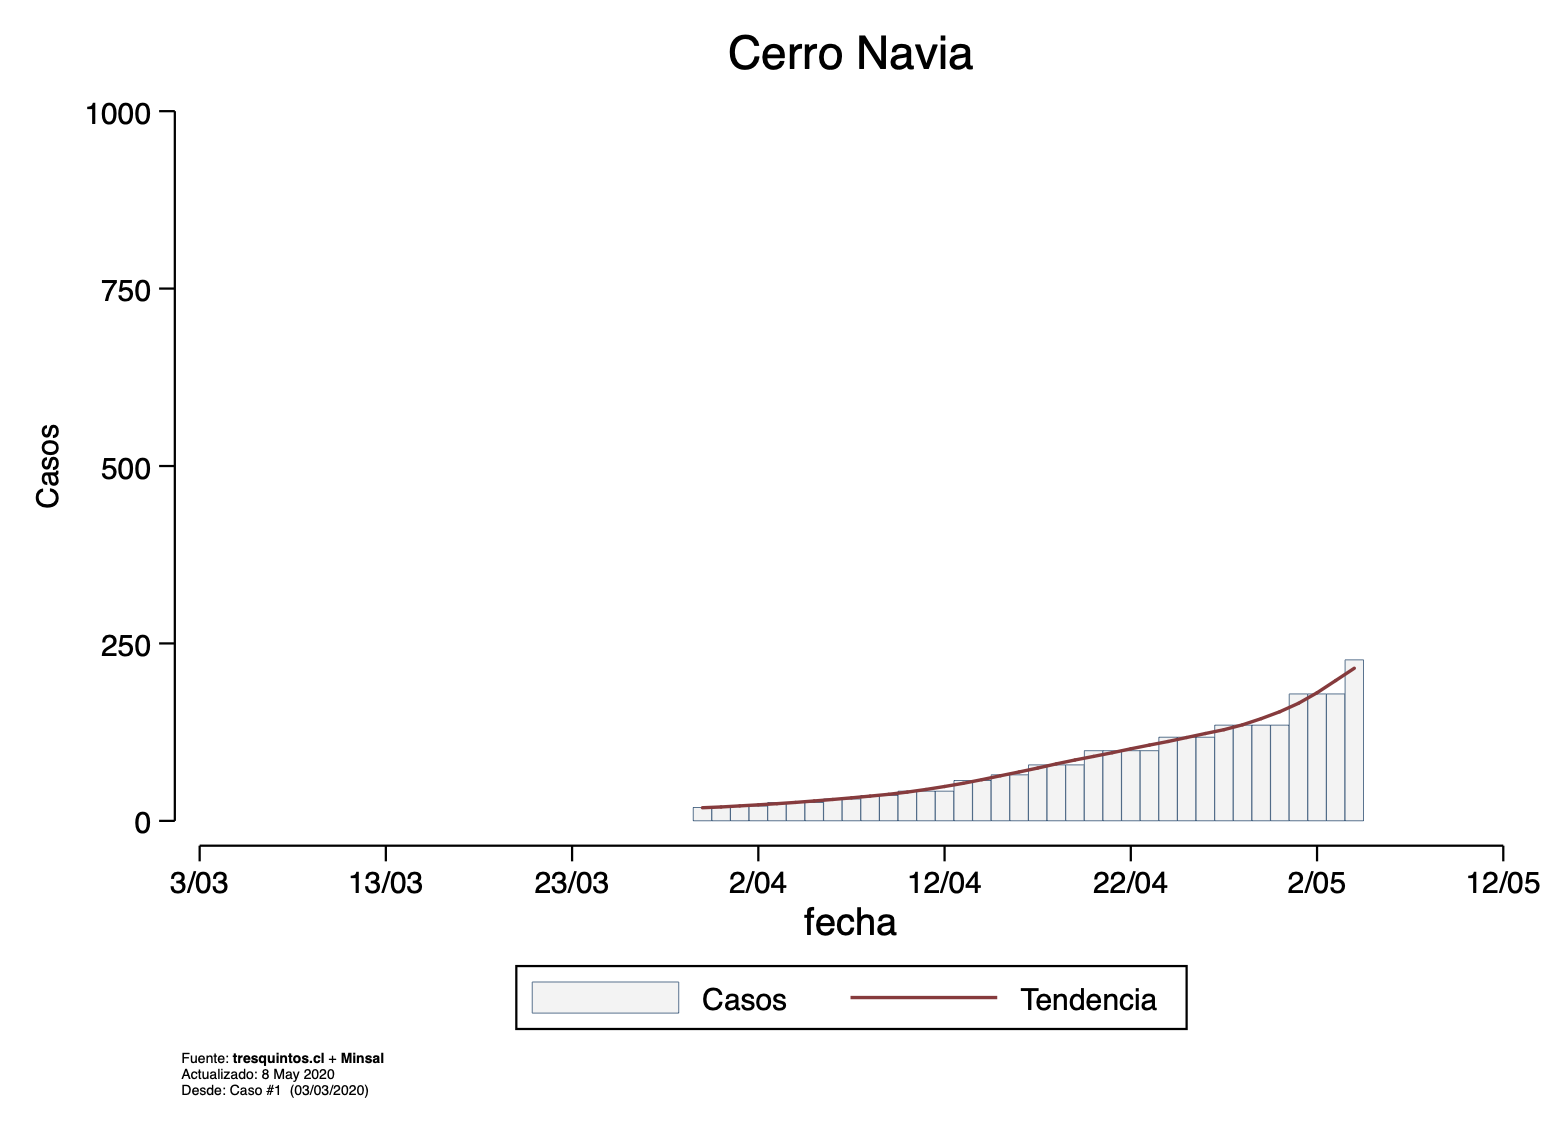 Cerro Navia
1000
750
500
250
0
Casos
3/03 13/03 23/03 2/04 12/04 22/04 2/05 12/05
fecha
Casos Tendencia
Fuente: tresquintos.cl + Minsal
Actualizado: 8 May 2020
Desde: Caso #1 (03/03/2020)